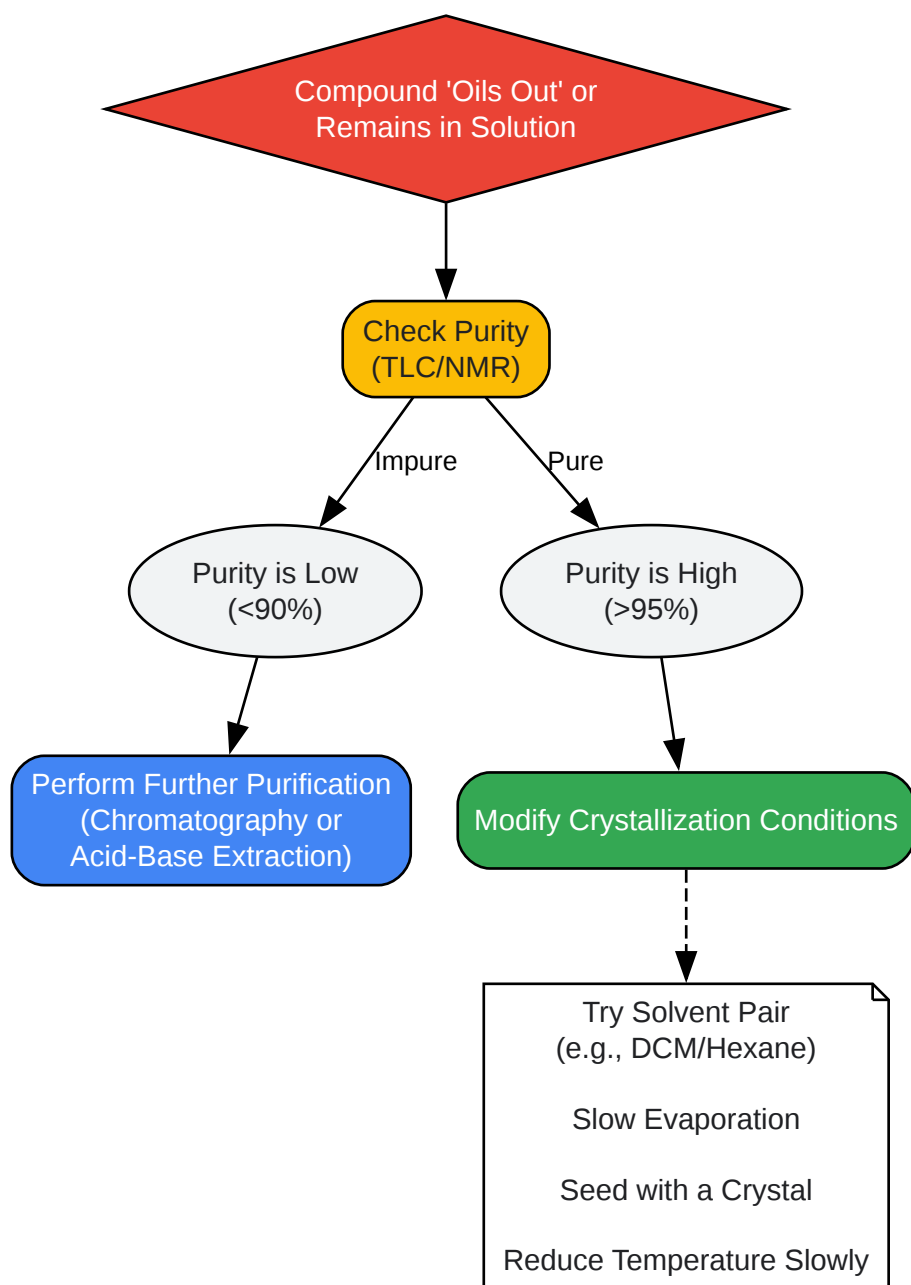 Compound 'Oils Out' or
Remains in Solution
Check Purity
(TLC/NMR)
Impure
Pure
Purity is Low
(<90%)
Purity is High
(>95%)
Perform Further Purification
(Chromatography or
Acid-Base Extraction)
Modify Crystallization Conditions
Try Solvent Pair
(e.g., DCM/Hexane)
Slow Evaporation
Seed with a Crystal
Reduce Temperature Slowly